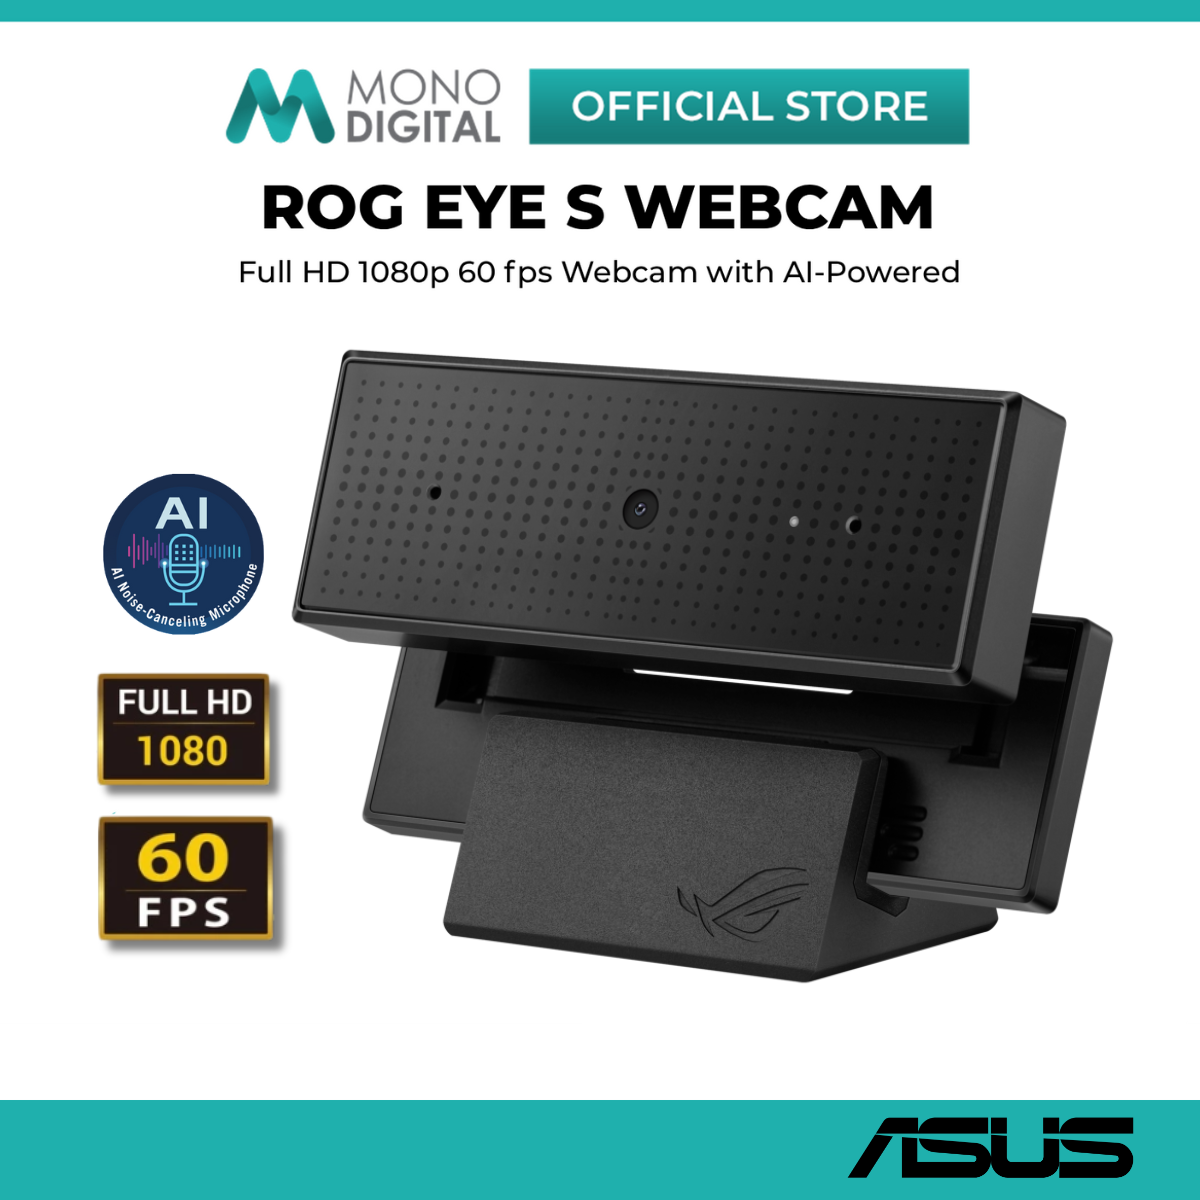 MONO
DIGITAL
OFFICIAL STORE
ROG EYE S WEBCAM
Full HD 1080p 60 fps Webcam with AI-Powered
AI
AI Noise-Canceling Microphone
FULL HD
1080
60
FPS
ASUS